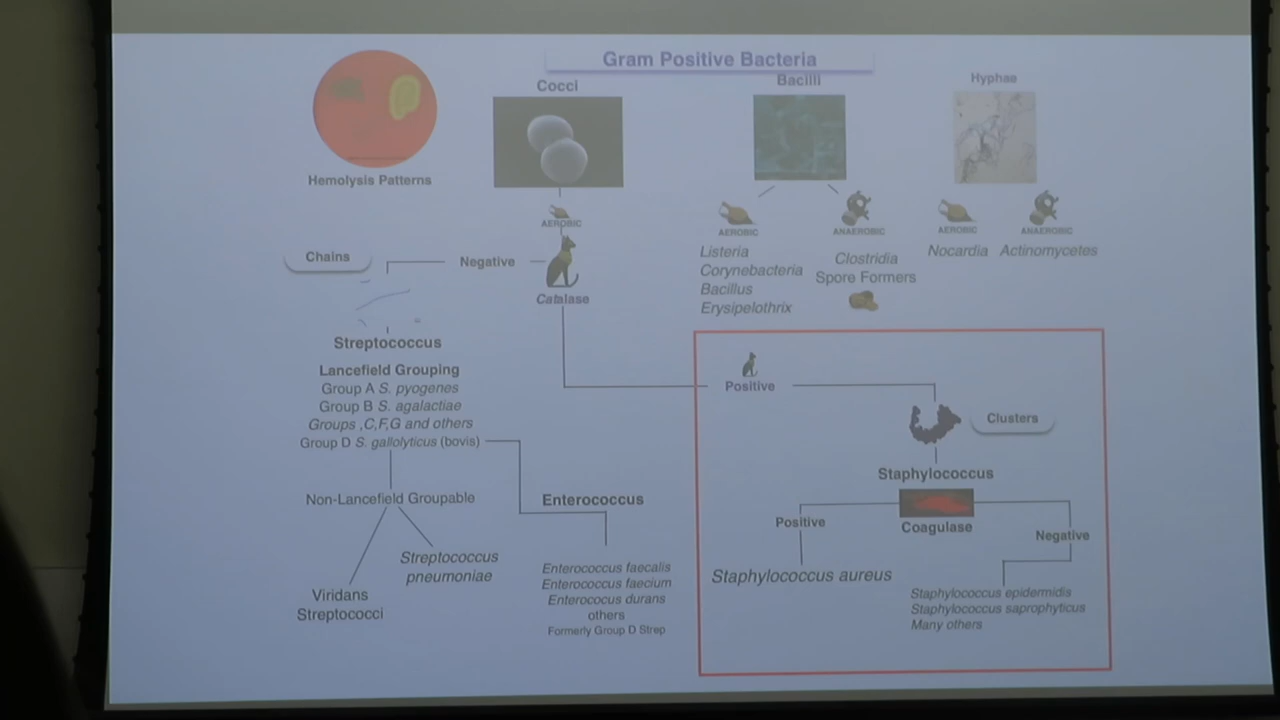 Gram Positive Bacteria
Hemolysis Patterns
Cocci
Bacilli
Hyphae
AEROBIC
AEROBIC
ANAEROBIC
AEROBIC
ANAEROBIC
Chains
Negative
Catalase
Listeria
Corynebacteria
Bacillus
Erysipelothrix
Clostridia
Spore Formers
Nocardia
Actinomycetes
Streptococcus
Lancefield Grouping
Group A S. pyogenes
Group B S. agalactiae
Groups ,C,F,G and others
Group D S. gallolyticus (bovis)
Non-Lancefield Groupable
Viridans
Streptococci
Streptococcus
pneumoniae
Enterococcus
Enterococcus faecalis
Enterococcus faecium
Enterococus durans
others
Formerly Group D Strep
Positive
Clusters
Staphylococcus
Coagulase
Positive
Negative
Staphylococcus aureus
Staphylococcus epidermidis
Staphylococcus saprophyticus
Many others